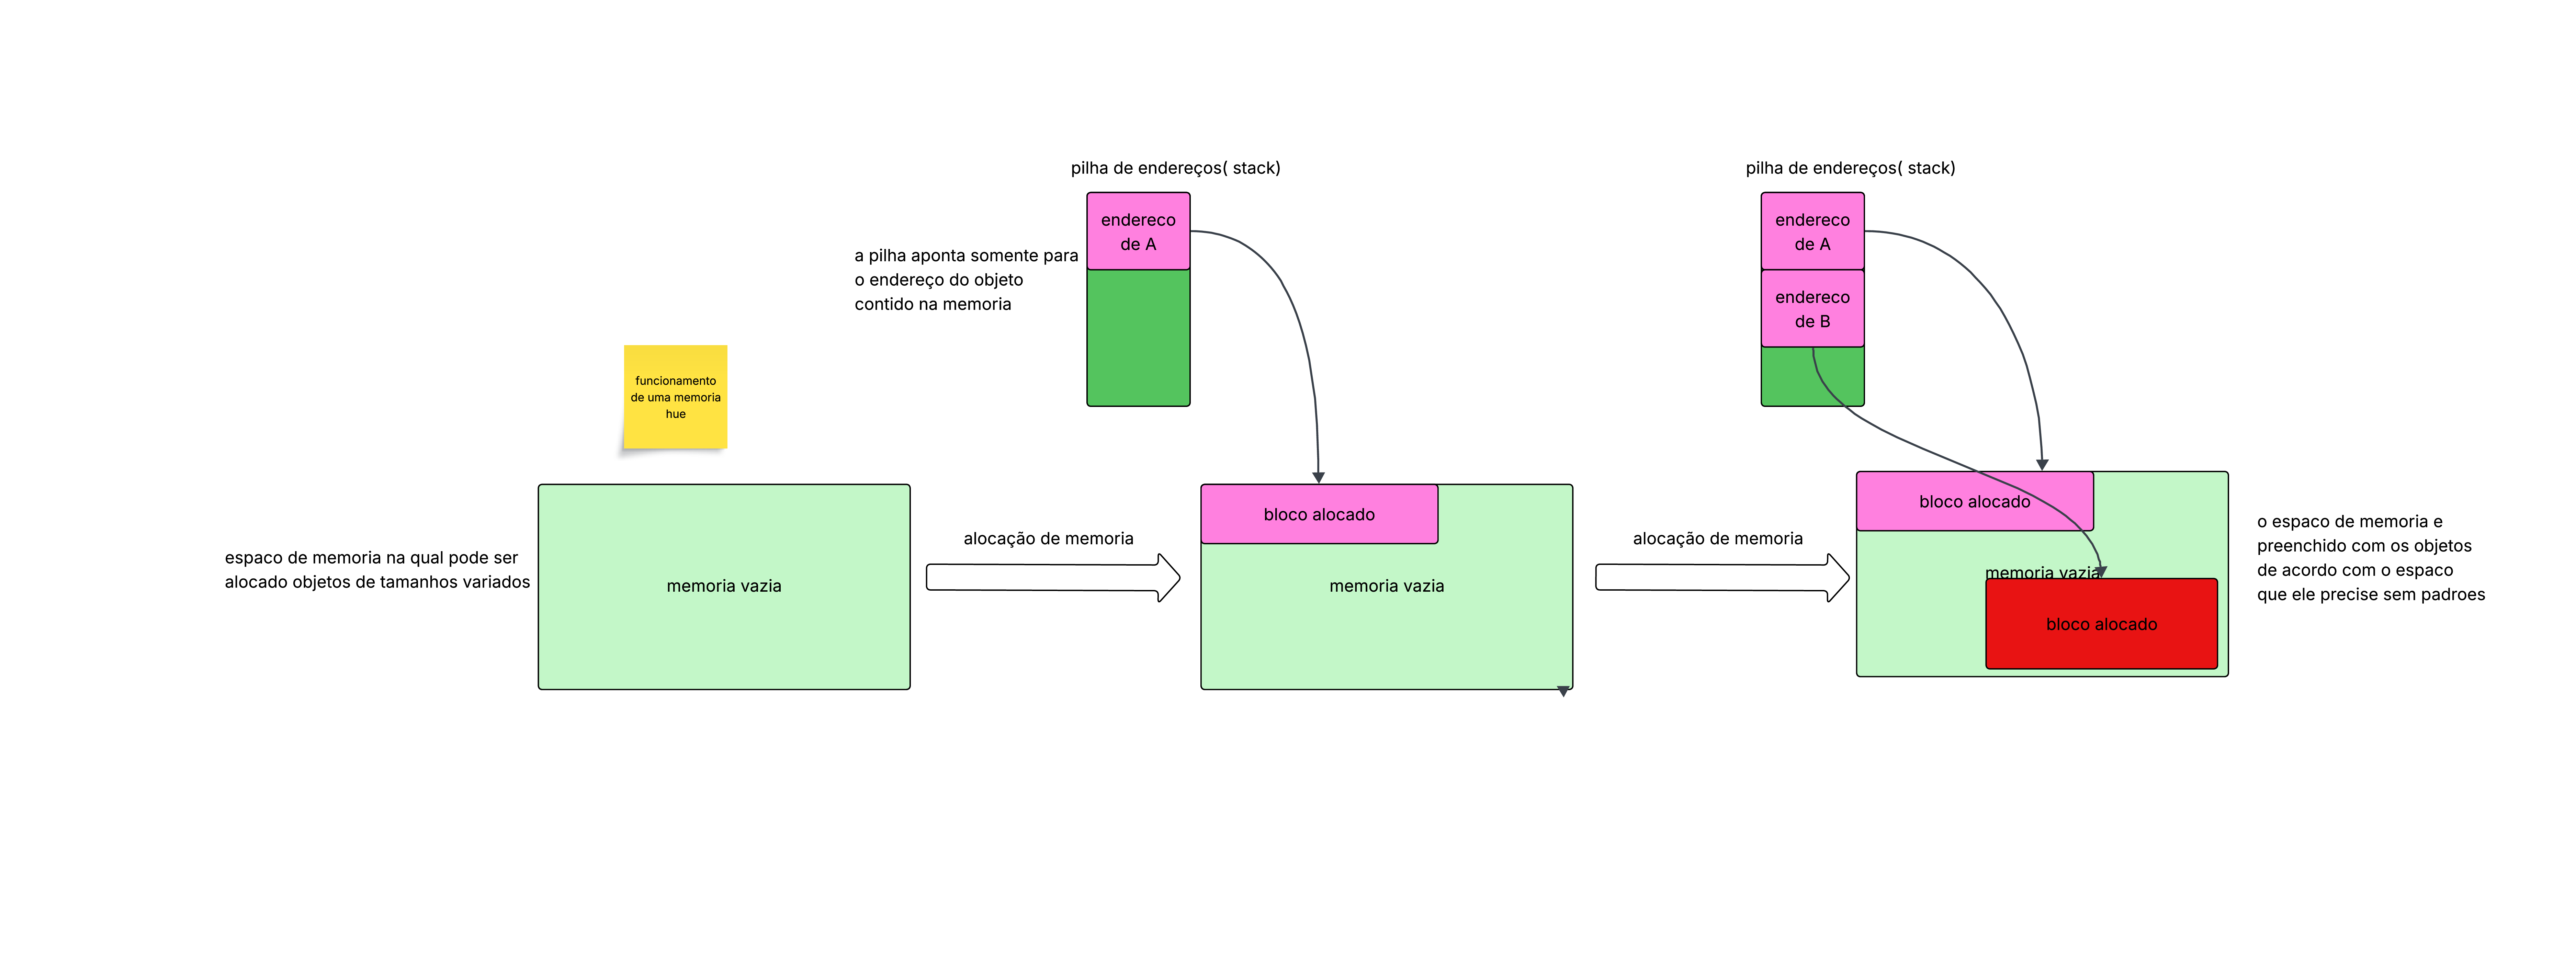 funcionamento
de uma memoria
hue
espaco de memoria na qual pode ser
alocado objetos de tamanhos variados
memoria vazia
alocação de memoria
pilha de endereços( stack)
endereco
de A
a pilha aponta somente para
o endereço do objeto
contido na memoria
bloco alocado
memoria vazia
alocação de memoria
pilha de endereços( stack)
endereco
de A
endereco
de B
bloco alocado
memoria vazia
bloco alocado
o espaco de memoria e
preenchido com os objetos
de acordo com o espaco
que ele precise sem padroes